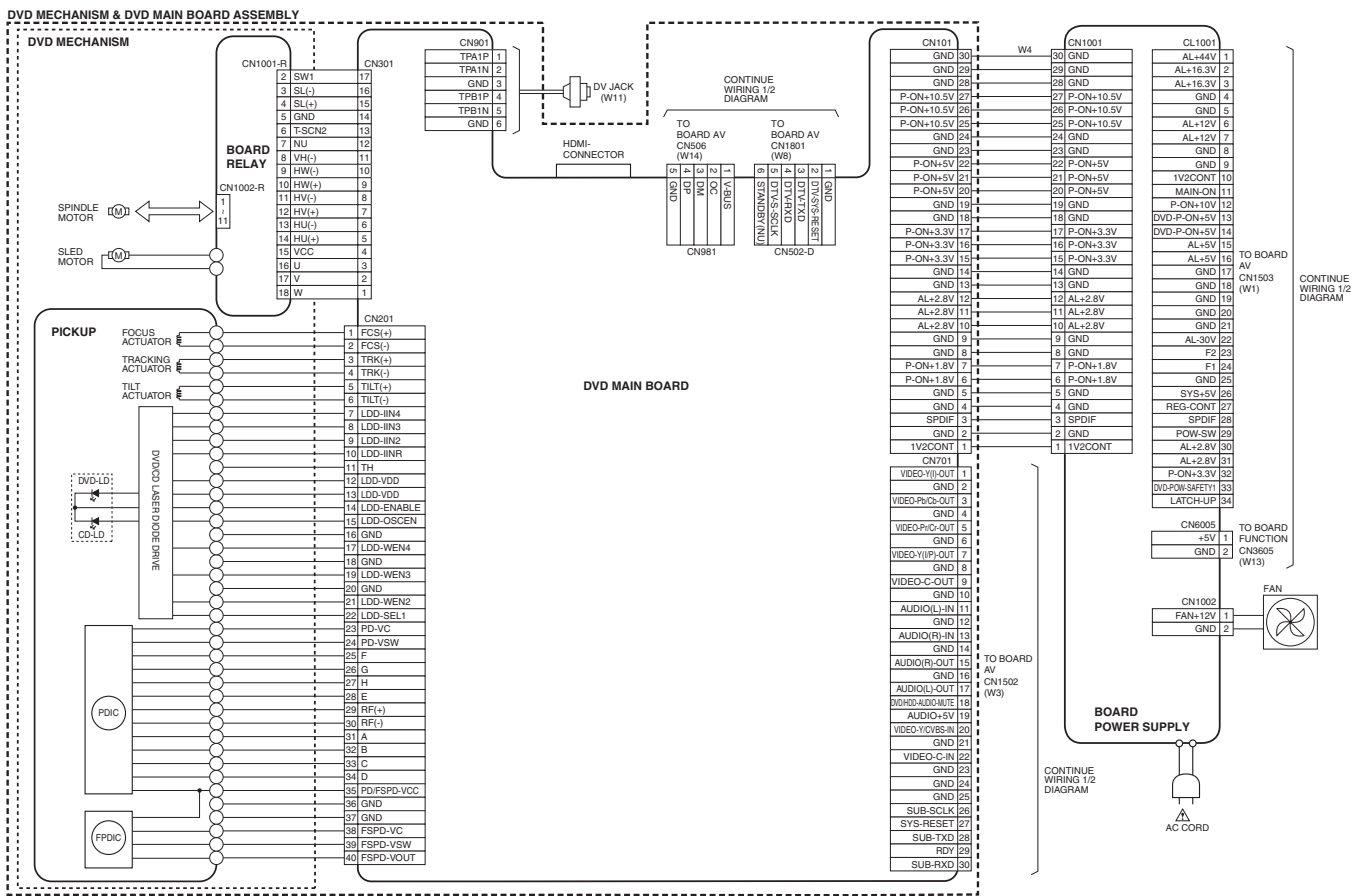 DVD MECHANISM & DVD MAIN BOARD ASSEMBLY
DVD MECHANISM
BOARD
RELAY
CN1001-R
2 SW1
3 SL(-)
4 SL(+)
5 GND
6 T-SCN2
7 NU
8 VH(-)
9 HW(-)
10 HW(+)
11 HV(-)
12 HV(+)
13 HU(-)
14 HU(+)
15 VCC
16 U
17 V
18 W
CN301
17
16
15
14
13
12
11
10
9
8
7
6
5
4
3
2
1
CN1002-R
1
~
11
SPINDLE
MOTOR
M
SLED
MOTOR
M
CN901
TPA1P 1
TPA1N 2
GND 3
TPB1P 4
TPB1N 5
GND 6
DV JACK
(W11)
HDMI-
CONNECTOR
CONTINUE
WIRING 1/2
DIAGRAM
TO
BOARD AV
CN506
(W14)
5 GND
4 DP
3 DM
2 OC
1 V-BUS
CN981
TO
BOARD AV
CN1801
(W8)
6 STANDBY(NU)
5 DTV-S-SCLK
4 DTV-RXD
3 DTV-TXD
2 DTV-SYS-RESET
1 GND
CN502-D
PICKUP
FOCUS
ACTUATOR
TRACKING
ACTUATOR
TILT
ACTUATOR
DVD/CD LASER DIODE DRIVE
DVD-LD
CD-LD
PDIC
FPDIC
CN201
1 FCS(+)
2 FCS(-)
3 TRK(+)
4 TRK(-)
5 TILT(+)
6 TILT(-)
7 LDD-IIN4
8 LDD-IIN3
9 LDD-IIN2
10 LDD-IINR
11 TH
12 LDD-VDD
13 LDD-VDD
14 LDD-ENABLE
15 LDD-OSCEN
16 GND
17 LDD-WEN4
18 GND
19 LDD-WEN3
20 GND
21 LDD-WEN2
22 LDD-SEL1
23 PD-VC
24 PD-VSW
25 F
26 G
27 H
28 E
29 RF(+)
30 RF(-)
31 A
32 B
33 C
34 D
35 PD/FSPD-VCC
36 GND
37 GND
38 FSPD-VC
39 FSPD-VSW
40 FSPD-VOUT
DVD MAIN BOARD
CN101
GND 30
GND 29
GND 28
P-ON+10.5V 27
P-ON+10.5V 26
P-ON+10.5V 25
GND 24
GND 23
P-ON+5V 22
P-ON+5V 21
P-ON+5V 20
GND 19
GND 18
P-ON+3.3V 17
P-ON+3.3V 16
P-ON+3.3V 15
GND 14
GND 13
AL+2.8V 12
AL+2.8V 11
AL+2.8V 10
GND 9
GND 8
P-ON+1.8V 7
P-ON+1.8V 6
GND 5
GND 4
SPDIF 3
GND 2
1V2CONT 1
CN701
VIDEO-Y(I)-OUT 1
GND 2
VIDEO-Pb/Cb-OUT 3
GND 4
VIDEO-Pr/Cr-OUT 5
GND 6
VIDEO-Y(I/P)-OUT 7
GND 8
VIDEO-C-OUT 9
GND 10
AUDIO(L)-IN 11
GND 12
AUDIO(R)-IN 13
GND 14
AUDIO(R)-OUT 15
GND 16
AUDIO(L)-OUT 17
DVD/HDD-AUDIO-MUTE 18
AUDIO+5V 19
VIDEO-Y/CVBS-IN 20
GND 21
VIDEO-C-IN 22
GND 23
GND 24
GND 25
SUB-SCLK 26
SYS-RESET 27
SUB-TXD 28
RDY 29
SUB-RXD 30
TO BOARD
AV
CN1502
(W3)
CONTINUE
WIRING 1/2
DIAGRAM
W4
CN1001
30 GND
29 GND
28 GND
27 P-ON+10.5V
26 P-ON+10.5V
25 P-ON+10.5V
24 GND
23 GND
22 P-ON+5V
21 P-ON+5V
20 P-ON+5V
19 GND
18 GND
17 P-ON+3.3V
16 P-ON+3.3V
15 P-ON+3.3V
14 GND
13 GND
12 AL+2.8V
11 AL+2.8V
10 AL+2.8V
9 GND
8 GND
7 P-ON+1.8V
6 P-ON+1.8V
5 GND
4 GND
3 SPDIF
2 GND
1 1V2CONT
CL1001
AL+44V 1
AL+16.3V 2
AL+16.3V 3
GND 4
GND 5
AL+12V 6
AL+12V 7
GND 8
GND 9
1V2CONT 10
MAIN-ON 11
P-ON+10V 12
DVD-P-ON+5V 13
DVD-P-ON+5V 14
AL+5V 15
AL+5V 16
GND 17
GND 18
GND 19
GND 20
GND 21
AL-30V 22
F2 23
F1 24
GND 25
SYS+5V 26
REG-CONT 27
SPDIF 28
POW-SW 29
AL+2.8V 30
AL+2.8V 31
P-ON+3.3V 32
DVD-POW-SAFETY1 33
LATCH-UP 34
TO BOARD
AV
CN1503
(W1)
CONTINUE
WIRING 1/2
DIAGRAM
CN6005
+5V 1
GND 2
TO BOARD
FUNCTION
CN3605
(W13)
CN1002
FAN+12V 1
GND 2
FAN
BOARD
POWER SUPPLY
AC CORD